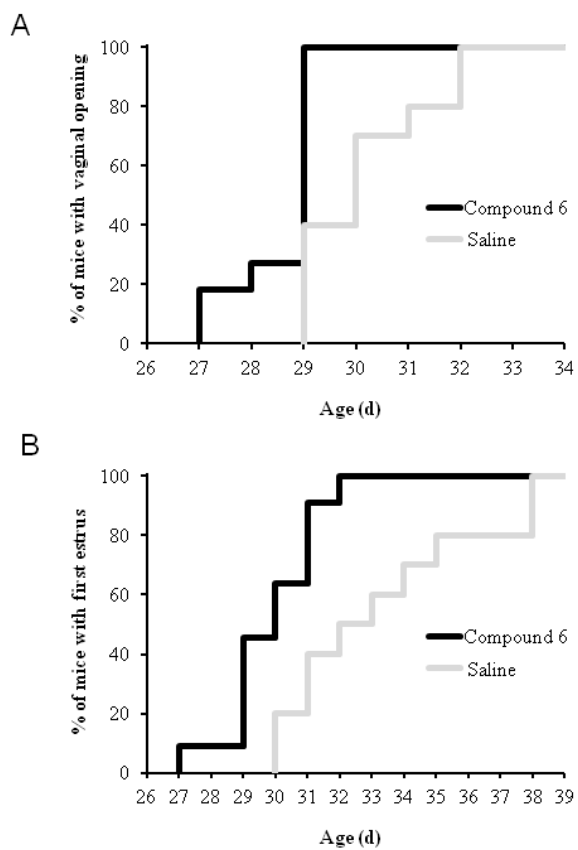 A
% of mice with vaginal opening
100
80
60
40
20
0
26 27 28 29 30 31 32 33 34
Age (d)
Compound 6
Saline
B
% of mice with first estrus
100
80
60
40
20
0
26 27 28 29 30 31 32 33 34 35 36 37 38 39
Age (d)
Compound 6
Saline